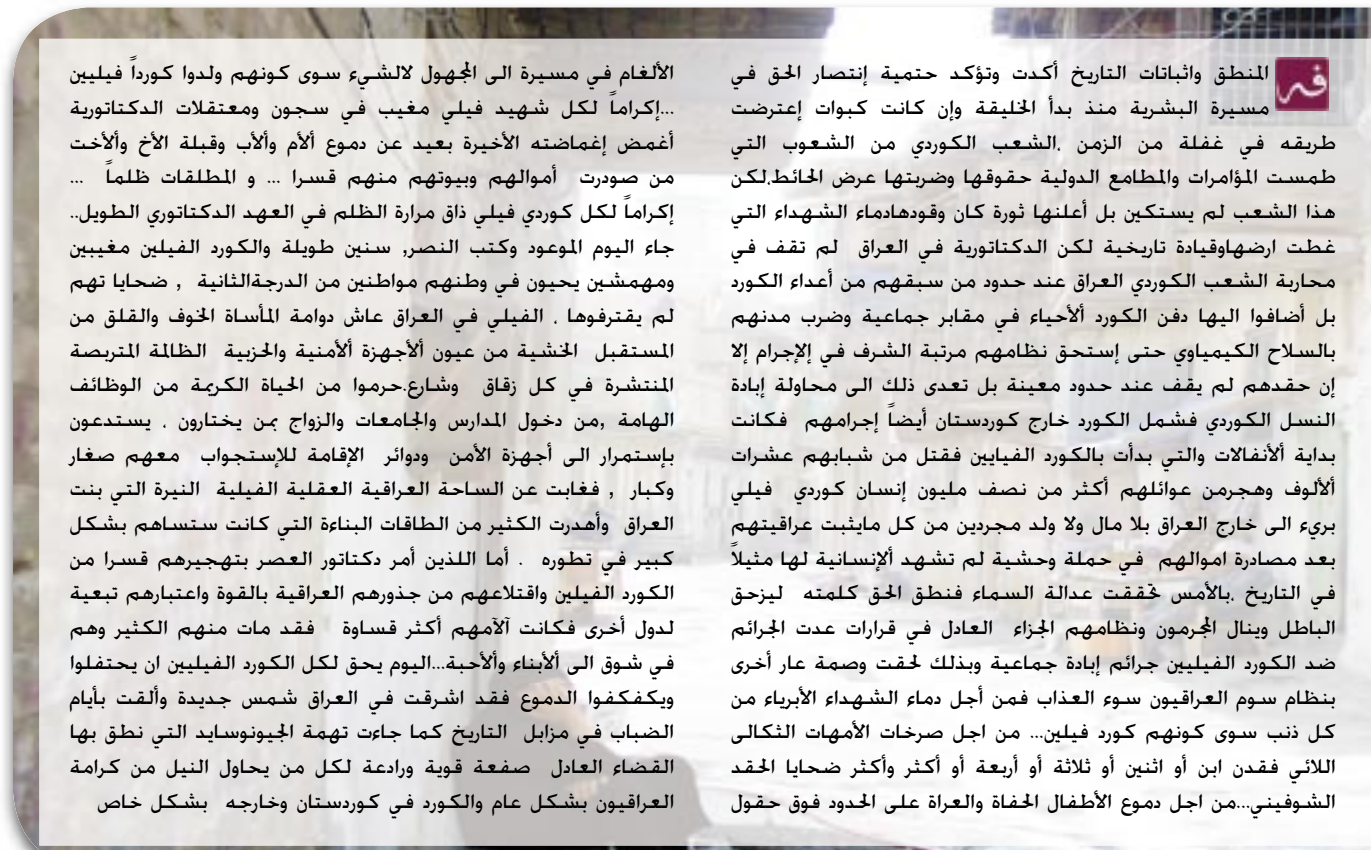 فه
المنطق واثباتات التاريخ أكدت وتؤكد حتمية إنتصار الحق في
مسيرة البشرية منذ بدأ الخليقة وإن كانت كبوات إعترضت
طريقه في غفلة من الزمن .الشعب الكوردي من الشعوب التي
طمست المؤامرات والمطامع الدولية حقوقها وضربتها عرض الحائط.لكن
هذا الشعب لم يستكين بل أعلنها ثورة كان وقودهادماء الشهداء التي
غطت ارضهاوقيادة تاريخية لكن الدكتاتورية في العراق لم تقف في
محاربة الشعب الكوردي العراق عند حدود من سبقهم من أعداء الكورد
بل أضافوا اليها دفن الكورد ألأحياء في مقابر جماعية وضرب مدنهم
بالسلاح الكيمياوي حتى إستحق نظامهم مرتبة الشرف في إلإجرام إلا
إن حقدهم لم يقف عند حدود معينة بل تعدى ذلك الى محاولة إبادة
النسل الكوردي فشمل الكورد خارج كوردستان أيضاً إجرامهم فكانت
بداية ألأنفالات والتي بدأت بالكورد الفيايين فقتل من شبابهم عشرات
ألألوف وهجرمن عوائلهم أكثر من نصف مليون إنسان كوردي فيلي
بريء الى خارج العراق بلا مال ولا ولد مجردين من كل مايثبت عراقيتهم
بعد مصادرة اموالهم في حملة وحشية لم تشهد ألإنسانية لها مثيلاً
في التاريخ .بالأمس تحققت عدالة السماء فنطق الحق كلمته ليزحق
الباطل وينال المجرمون ونظامهم الجزاء العادل في قرارات عدت الجرائم
ضد الكورد الفيليين جرائم إبادة جماعية وبذلك لحقت وصمة عار أخرى
بنظام سوم العراقيون سوء العذاب فمن أجل دماء الشهداء الأبرياء من
كل ذنب سوى كونهم كورد فيلين... من اجل صرخات الأمهات الثكالى
اللائي فقدن ابن أو اثنين أو ثلاثة أو أربعة أو أكثر وأكثر ضحايا الحقد
الشوفيني...من اجل دموع الأطفال الحفاة والعراة على الحدود فوق حقول
الألغام في مسيرة الى المجهول لالشيء سوى كونهم ولدوا كورداً فيليين
...إكراماً لكل شهيد فيلي مغيب في سجون ومعتقلات الدكتاتورية
أغمض إغماضته الأخيرة بعيد عن دموع ألأم وألأب وقبلة الأخ وألأخت
من صودرت أموالهم وبيوتهم منهم قسرا ... و المطلقات ظلماً ...
إكراماً لكل كوردي فيلي ذاق مرارة الظلم في العهد الدكتاتوري الطويل..
جاء اليوم الموعود وكتب النصر, سنين طويلة والكورد الفيلين مغيبين
ومهمشين يحيون في وطنهم مواطنين من الدرجةالثانية , ضحايا تهم
لم يقترفوها . الفيلي في العراق عاش دوامة المأساة الخوف والقلق من
المستقبل الخشية من عيون ألأجهزة ألأمنية والحزبية الظالمة المتربصة
المنتشرة في كل زقاق وشارع.حرموا من الحياة الكريمة من الوظائف
الهامة ,من دخول المدارس والجامعات والزواج بمن يختارون . يستدعون
بإستمرار الى أجهزة الأمن ودوائر الإقامة للإستجواب معهم صغار
وكبار , فغابت عن الساحة العراقية العقلية الفيلية النيرة التي بنت
العراق وأهدرت الكثير من الطاقات البناءة التي كانت ستساهم بشكل
كبير في تطوره . أما اللذين أمر دكتاتور العصر بتهجيرهم قسرا من
الكورد الفيلين واقتلاعهم من جذورهم العراقية بالقوة واعتبارهم تبعية
لدول أخرى فكانت آلآمهم أكثر قساوة فقد مات منهم الكثير وهم
في شوق الى ألأبناء وألأحبة...اليوم يحق لكل الكورد الفيليين ان يحتفلوا
ويكفكفوا الدموع فقد اشرقت في العراق شمس جديدة وألقت بأيام
الضباب في مزابل التاريخ كما جاءت تهمة الجيونوسايد التي نطق بها
القضاء العادل صفعة قوية ورادعة لكل من يحاول النيل من كرامة
العراقيون بشكل عام والكورد في كوردستان وخارجه بشكل خاص